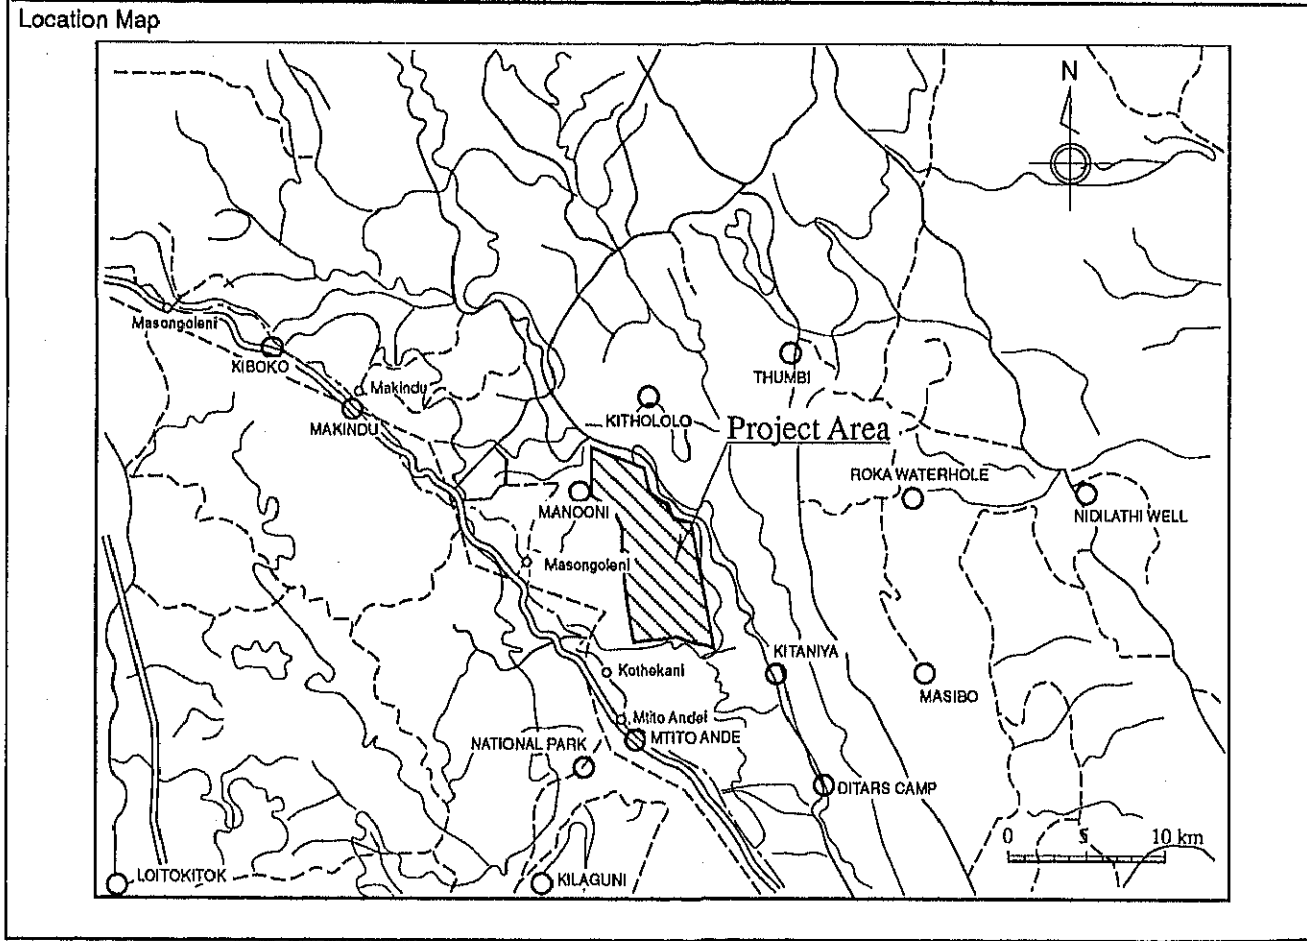 Location Map
N
Masongoleni
KIBOKO
THUMBI
Makindu
MAKINDU
KITHOLOLO
Project Area
ROKA WATERHOLE
MANOONI
NIDILATHI WELL
Masongoleni
Kothekani
KITANIYA
MASIBO
Mtito Andei
MTITO ANDE
NATIONAL PARK
DITARS CAMP
0 5 10 km
LOITOKITOK
KILAGUNI